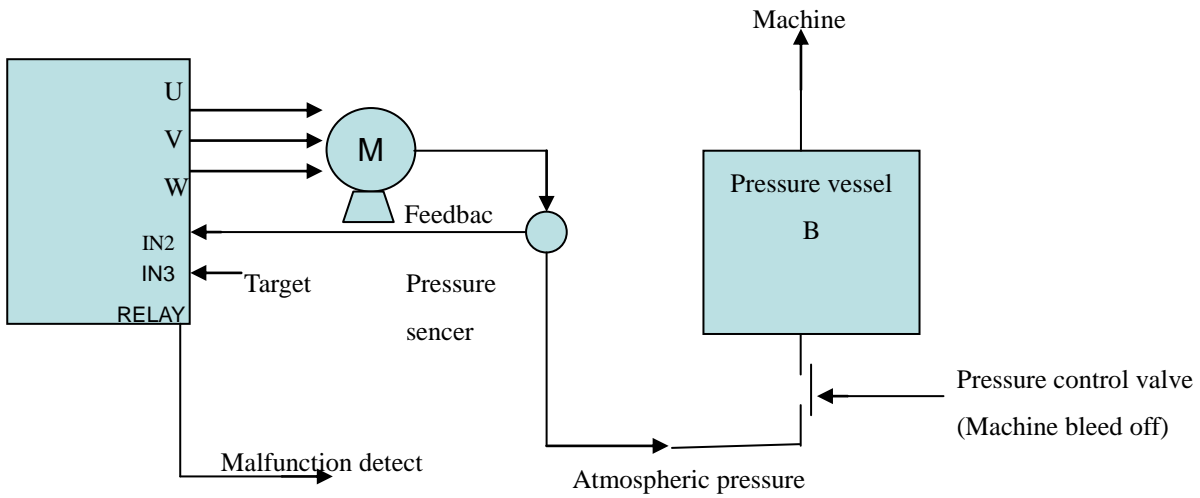 Machine
U
V
W
M
Feedbac
IN2
IN3
Target
RELAY
Pressure
sencer
Pressure vessel
B
Pressure control valve
(Machine bleed off)
Malfunction detect
Atmospheric pressure